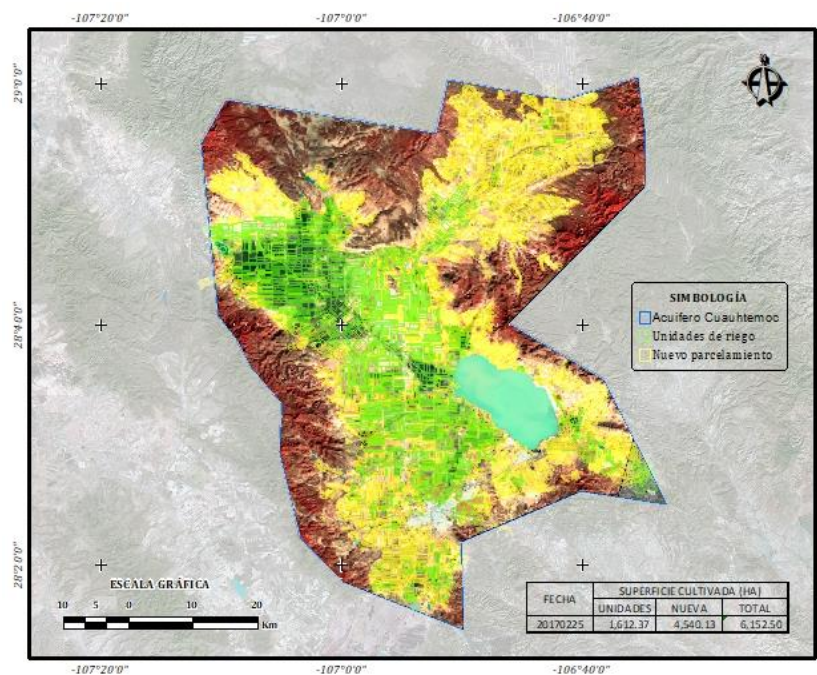 -107°20'0" -107°0'0" -106°40'0"
29°0'0"
28°40'0"
28°20'0"
SIMBOLOGÍA
Acuifero Cuauhtemoc
Unidades de riego
Nuevo parcelamiento
ESCALA GRÁFICA
10 5 0 10 20
Km
FECHA SUPERFICIE CULTIVADA (HA)
UNIDADES NUEVA TOTAL
20170225 1,612.37 4,540.13 6,152.50
-107°20'0" -107°0'0" -106°40'0"